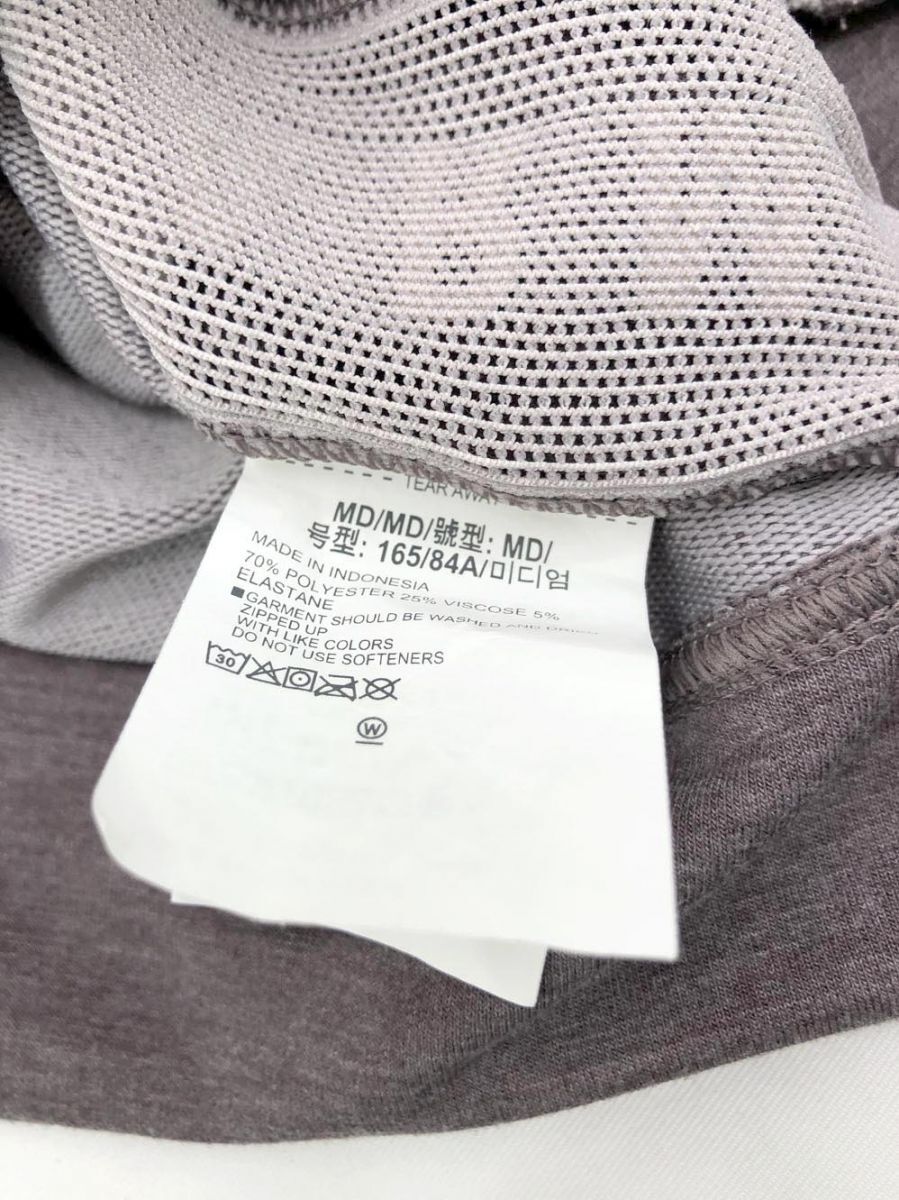 TEAR AWAY
MD/MD/號型: MD/
号型: 165/84A/미디엄
MADE IN INDONESIA
70% POLYESTER 25% VISCOSE 5%
ELASTANE
GARMENT SHOULD BE WASHED AND DRIED
ZIPPED UP
WITH LIKE COLORS
DO NOT USE SOFTENERS
30
W